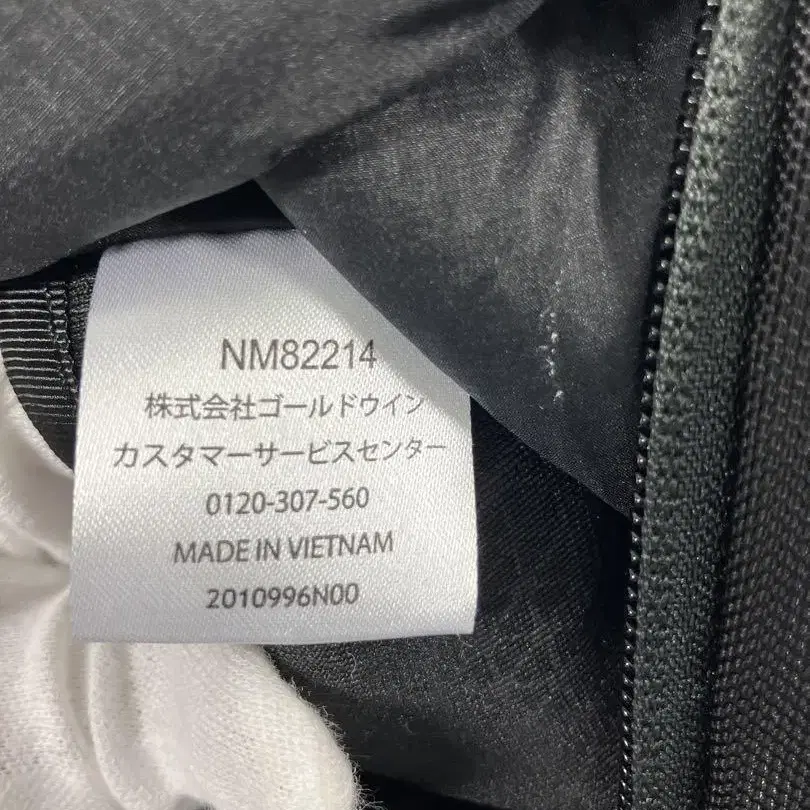 NM82214
株式会社ゴールドウイン
カスタマーサービスセンター
0120-307-560
MADE IN VIETNAM
2010996N00